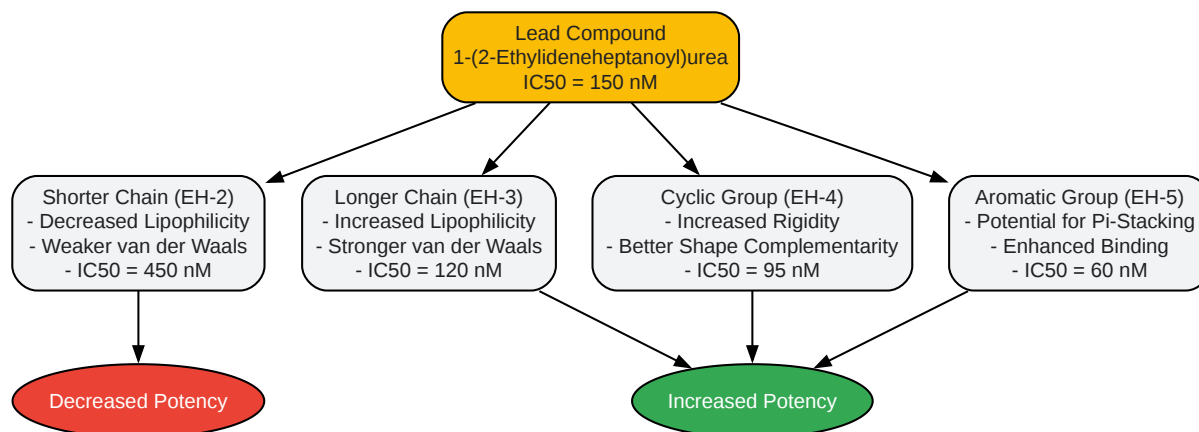 Lead Compound
1-(2-Ethylideneheptanoyl)urea
IC50 = 150 nM
Shorter Chain (EH-2)
- Decreased Lipophilicity
- Weaker van der Waals
- IC50 = 450 nM
Longer Chain (EH-3)
- Increased Lipophilicity
- Stronger van der Waals
- IC50 = 120 nM
Cyclic Group (EH-4)
- Increased Rigidity
- Better Shape Complementarity
- IC50 = 95 nM
Aromatic Group (EH-5)
- Potential for Pi-Stacking
- Enhanced Binding
- IC50 = 60 nM
Decreased Potency
Increased Potency